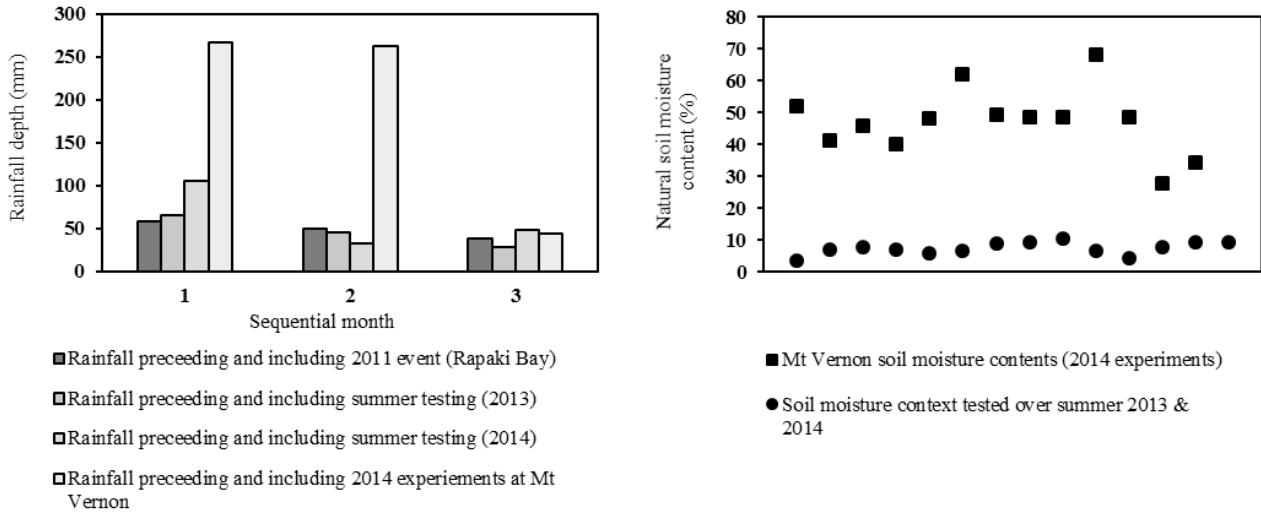 Rainfall depth (mm)
300
250
200
150
100
50
0
1 2 3
Sequential month
Rainfall preceeding and including 2011 event (Rapaki Bay)
Rainfall preceeding and including summer testing (2013)
Rainfall preceeding and including summer testing (2014)
Rainfall preceeding and including 2014 experiements at Mt
Vernon
Natural soil moisture
content (%)
80
70
60
50
40
30
20
10
0
Mt Vernon soil moisture contents (2014 experiments)
Soil moisture context tested over summer 2013 &
2014